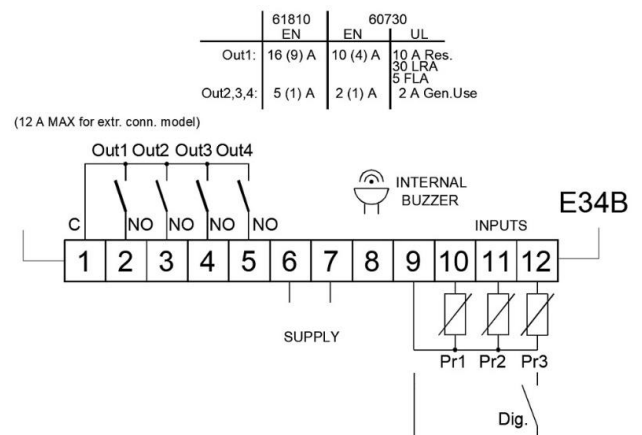 61810 60730
EN EN UL
Out1: 16 (9) A 10 (4) A 10 A Res.
30 LRA
5 FLA
Out2,3,4: 5 (1) A 2 (1) A 2 A Gen.Use
(12 A MAX for extr. conn. model)
Out1 Out2 Out3 Out4
INTERNAL
BUZZER
E34B
C NO NO NO NO INPUTS
1 2 3 4 5 6 7 8 9 10 11 12
SUPPLY
Pr1 Pr2 Pr3
Dig.